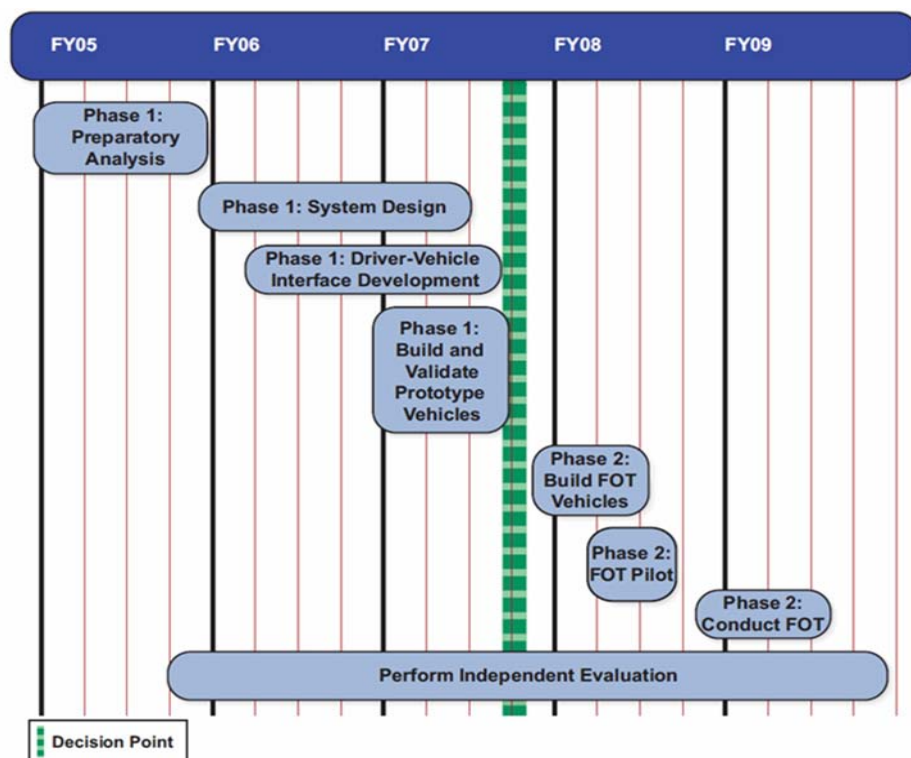 FY05 FY06 FY07 FY08 FY09
Phase 1:
Preparatory
Analysis
Phase 1: System Design
Phase 1: Driver-Vehicle
Interface Development
Phase 1:
Build and
Validate
Prototype
Vehicles
Phase 2:
Build FOT
Vehicles
Phase 2:
FOT Pilot
Phase 2:
Conduct FOT
Perform Independent Evaluation
Decision Point